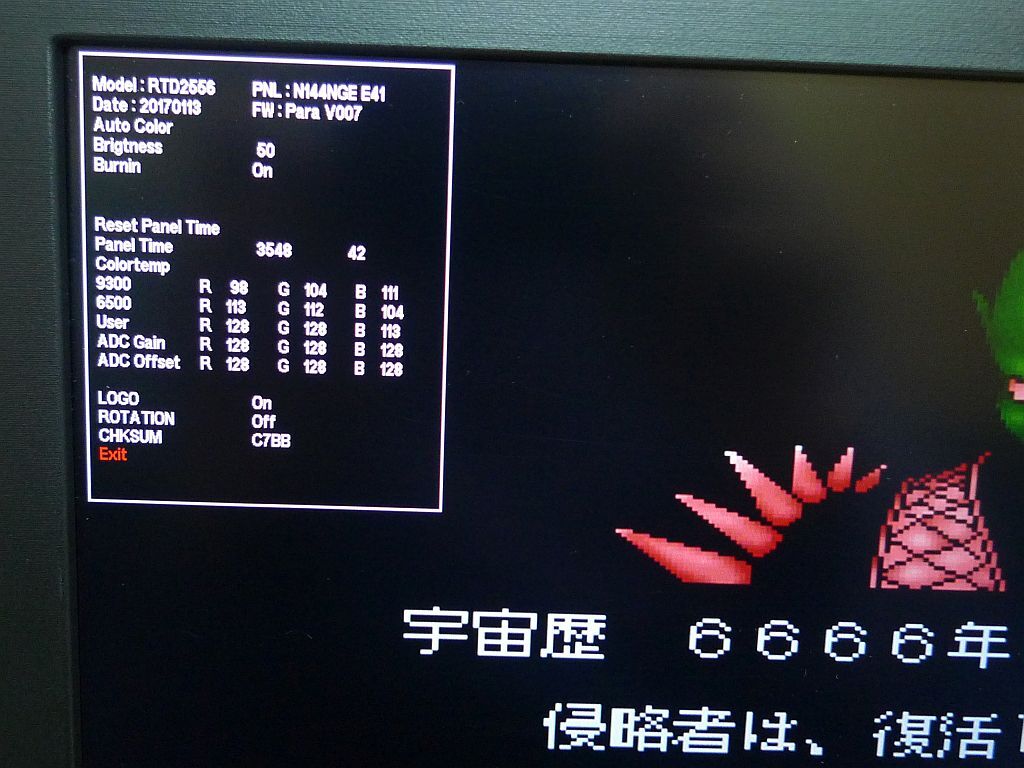 Model : RTD2556 PNL : N144NGE E41
Date : 20170113 FW : Para V007
Auto Color
Brigtness 50
Burnin On
Reset Panel Time
Panel Time 3548 42
Colortemp
9300 R 98 G 104 B 111
6500 R 113 G 112 B 104
User R 128 G 128 B 113
ADC Gain R 128 G 128 B 128
ADC Offset R 128 G 128 B 128
LOGO On
ROTATION Off
CHKSUM C7BB
Exit
宇宙歴 6666年
侵略者は、復活